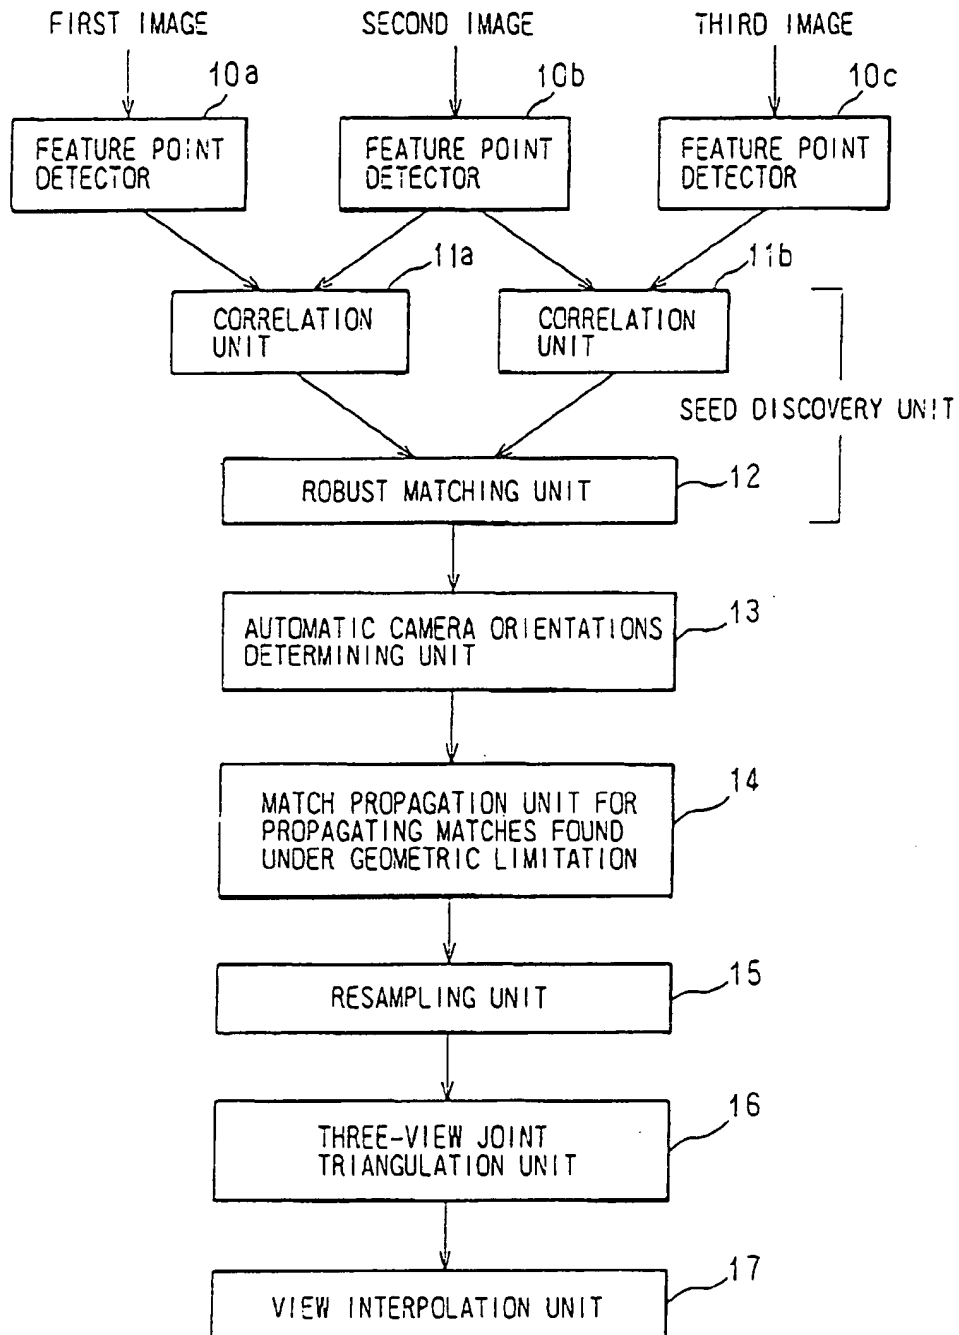 FIRST IMAGE
SECOND IMAGE
THIRD IMAGE
10a
10b
10c
FEATURE POINT
DETECTOR
FEATURE POINT
DETECTOR
FEATURE POINT
DETECTOR
11a
11b
CORRELATION
UNIT
CORRELATION
UNIT
SEED DISCOVERY UNIT
ROBUST MATCHING UNIT
12
AUTOMATIC CAMERA ORIENTATIONS
DETERMINING UNIT
13
MATCH PROPAGATION UNIT FOR
PROPAGATING MATCHES FOUND
UNDER GEOMETRIC LIMITATION
14
RESAMPLING UNIT
15
THREE-VIEW JOINT
TRIANGULATION UNIT
16
VIEW INTERPOLATION UNIT
17